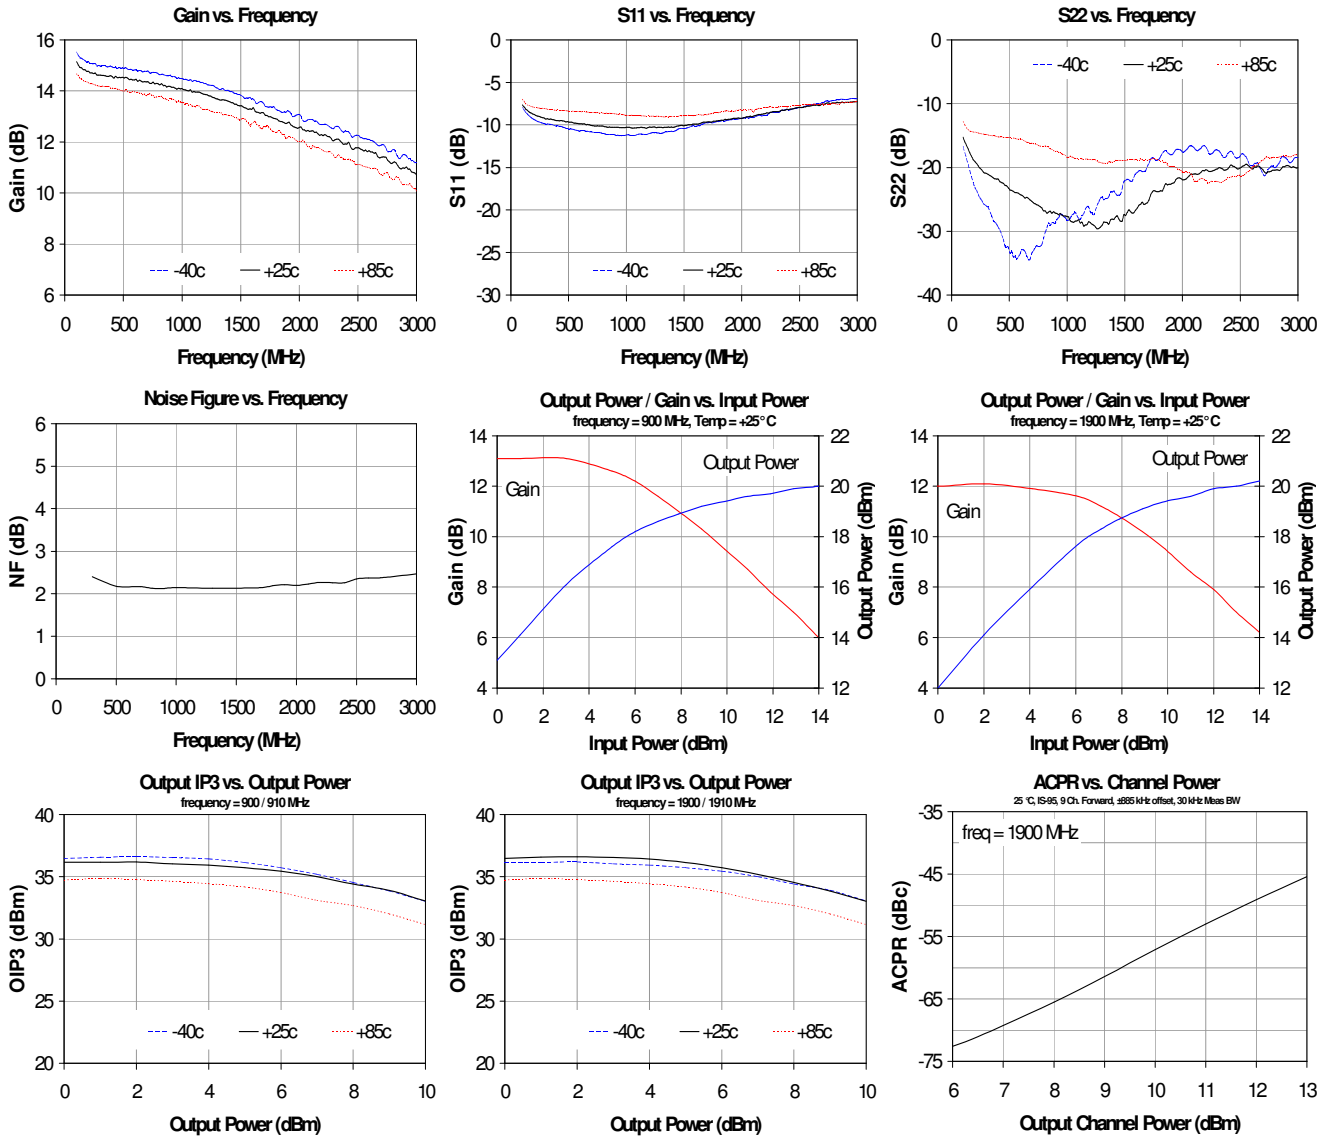 Gain vs. Frequency
16
14
12
10
8
6
Gain (dB)
-40c +25c +85c
0 500 1000 1500 2000 2500 3000
Frequency (MHz)
S11 vs. Frequency
0
-5
-10
-15
-20
-25
-30
S11 (dB)
-40c +25c +85c
0 500 1000 1500 2000 2500 3000
Frequency (MHz)
S22 vs. Frequency
0
-10
-20
-30
-40
S22 (dB)
-40c +25c +85c
0 500 1000 1500 2000 2500 3000
Frequency (MHz)
Noise Figure vs. Frequency
6
5
4
3
2
1
0
NF (dB)
0 500 1000 1500 2000 2500 3000
Frequency (MHz)
Output Power / Gain vs. Input Power
frequency = 900 MHz, Temp = +25° C
14
12
10
8
6
4
Gain (dB)
Output Power
Gain
22
20
18
16
14
12
Output Power (dBm)
0 2 4 6 8 10 12 14
Input Power (dBm)
Output Power / Gain vs. Input Power
frequency = 1900 MHz, Temp = +25° C
14
12
10
8
6
4
Gain (dB)
Output Power
Gain
22
20
18
16
14
12
Output Power (dBm)
0 2 4 6 8 10 12 14
Input Power (dBm)
Output IP3 vs. Output Power
frequency = 900 / 910 MHz
40
35
30
25
20
OIP3 (dBm)
-40c +25c +85c
0 2 4 6 8 10
Output Power (dBm)
Output IP3 vs. Output Power
frequency = 1900 / 1910 MHz
40
35
30
25
20
OIP3 (dBm)
-40c +25c +85c
0 2 4 6 8 10
Output Power (dBm)
ACPR vs. Channel Power
25 °C, IS-95, 9 Ch. Forward, ±885 kHz offset, 30 kHz Meas BW
-35
-45
-55
-65
-75
ACPR (dBc)
freq = 1900 MHz
6 7 8 9 10 11 12 13
Output Channel Power (dBm)